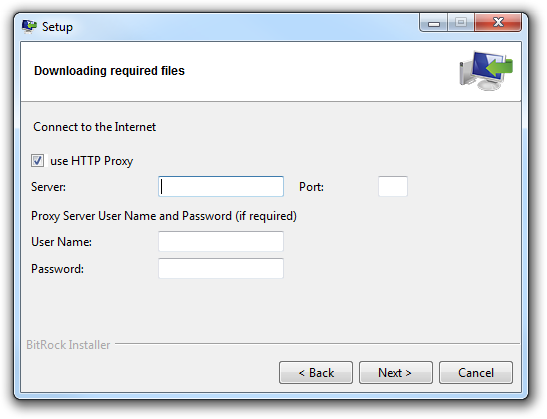 Setup
Downloading required files
Connect to the Internet
use HTTP Proxy
Server: Port:
Proxy Server User Name and Password (if required)
User Name:
Password:
BitRock Installer
< Back Next > Cancel